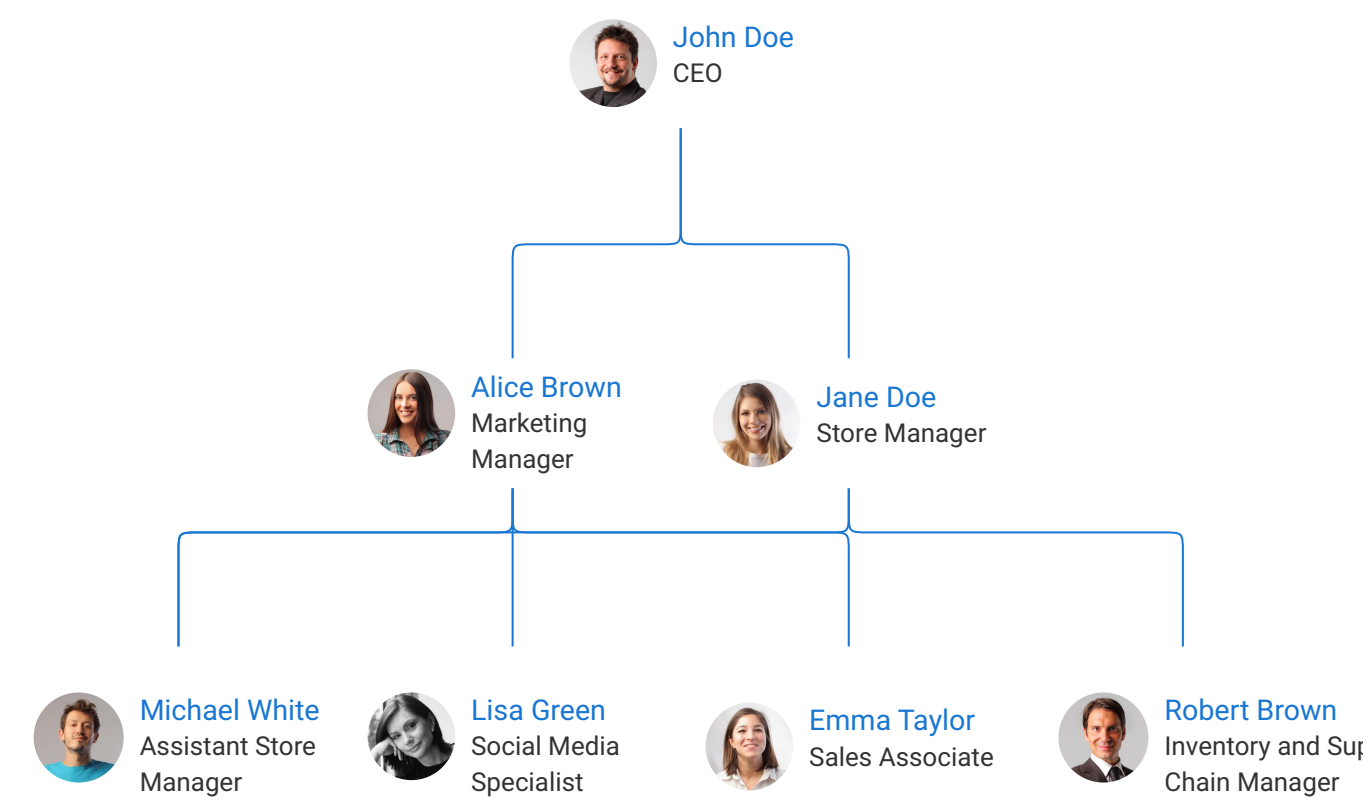 John Doe
CEO
Alice Brown
Marketing
Manager
Jane Doe
Store Manager
Michael White
Assistant Store
Manager
Lisa Green
Social Media
Specialist
Emma Taylor
Sales Associate
Robert Brown
Inventory and
Chain Manager